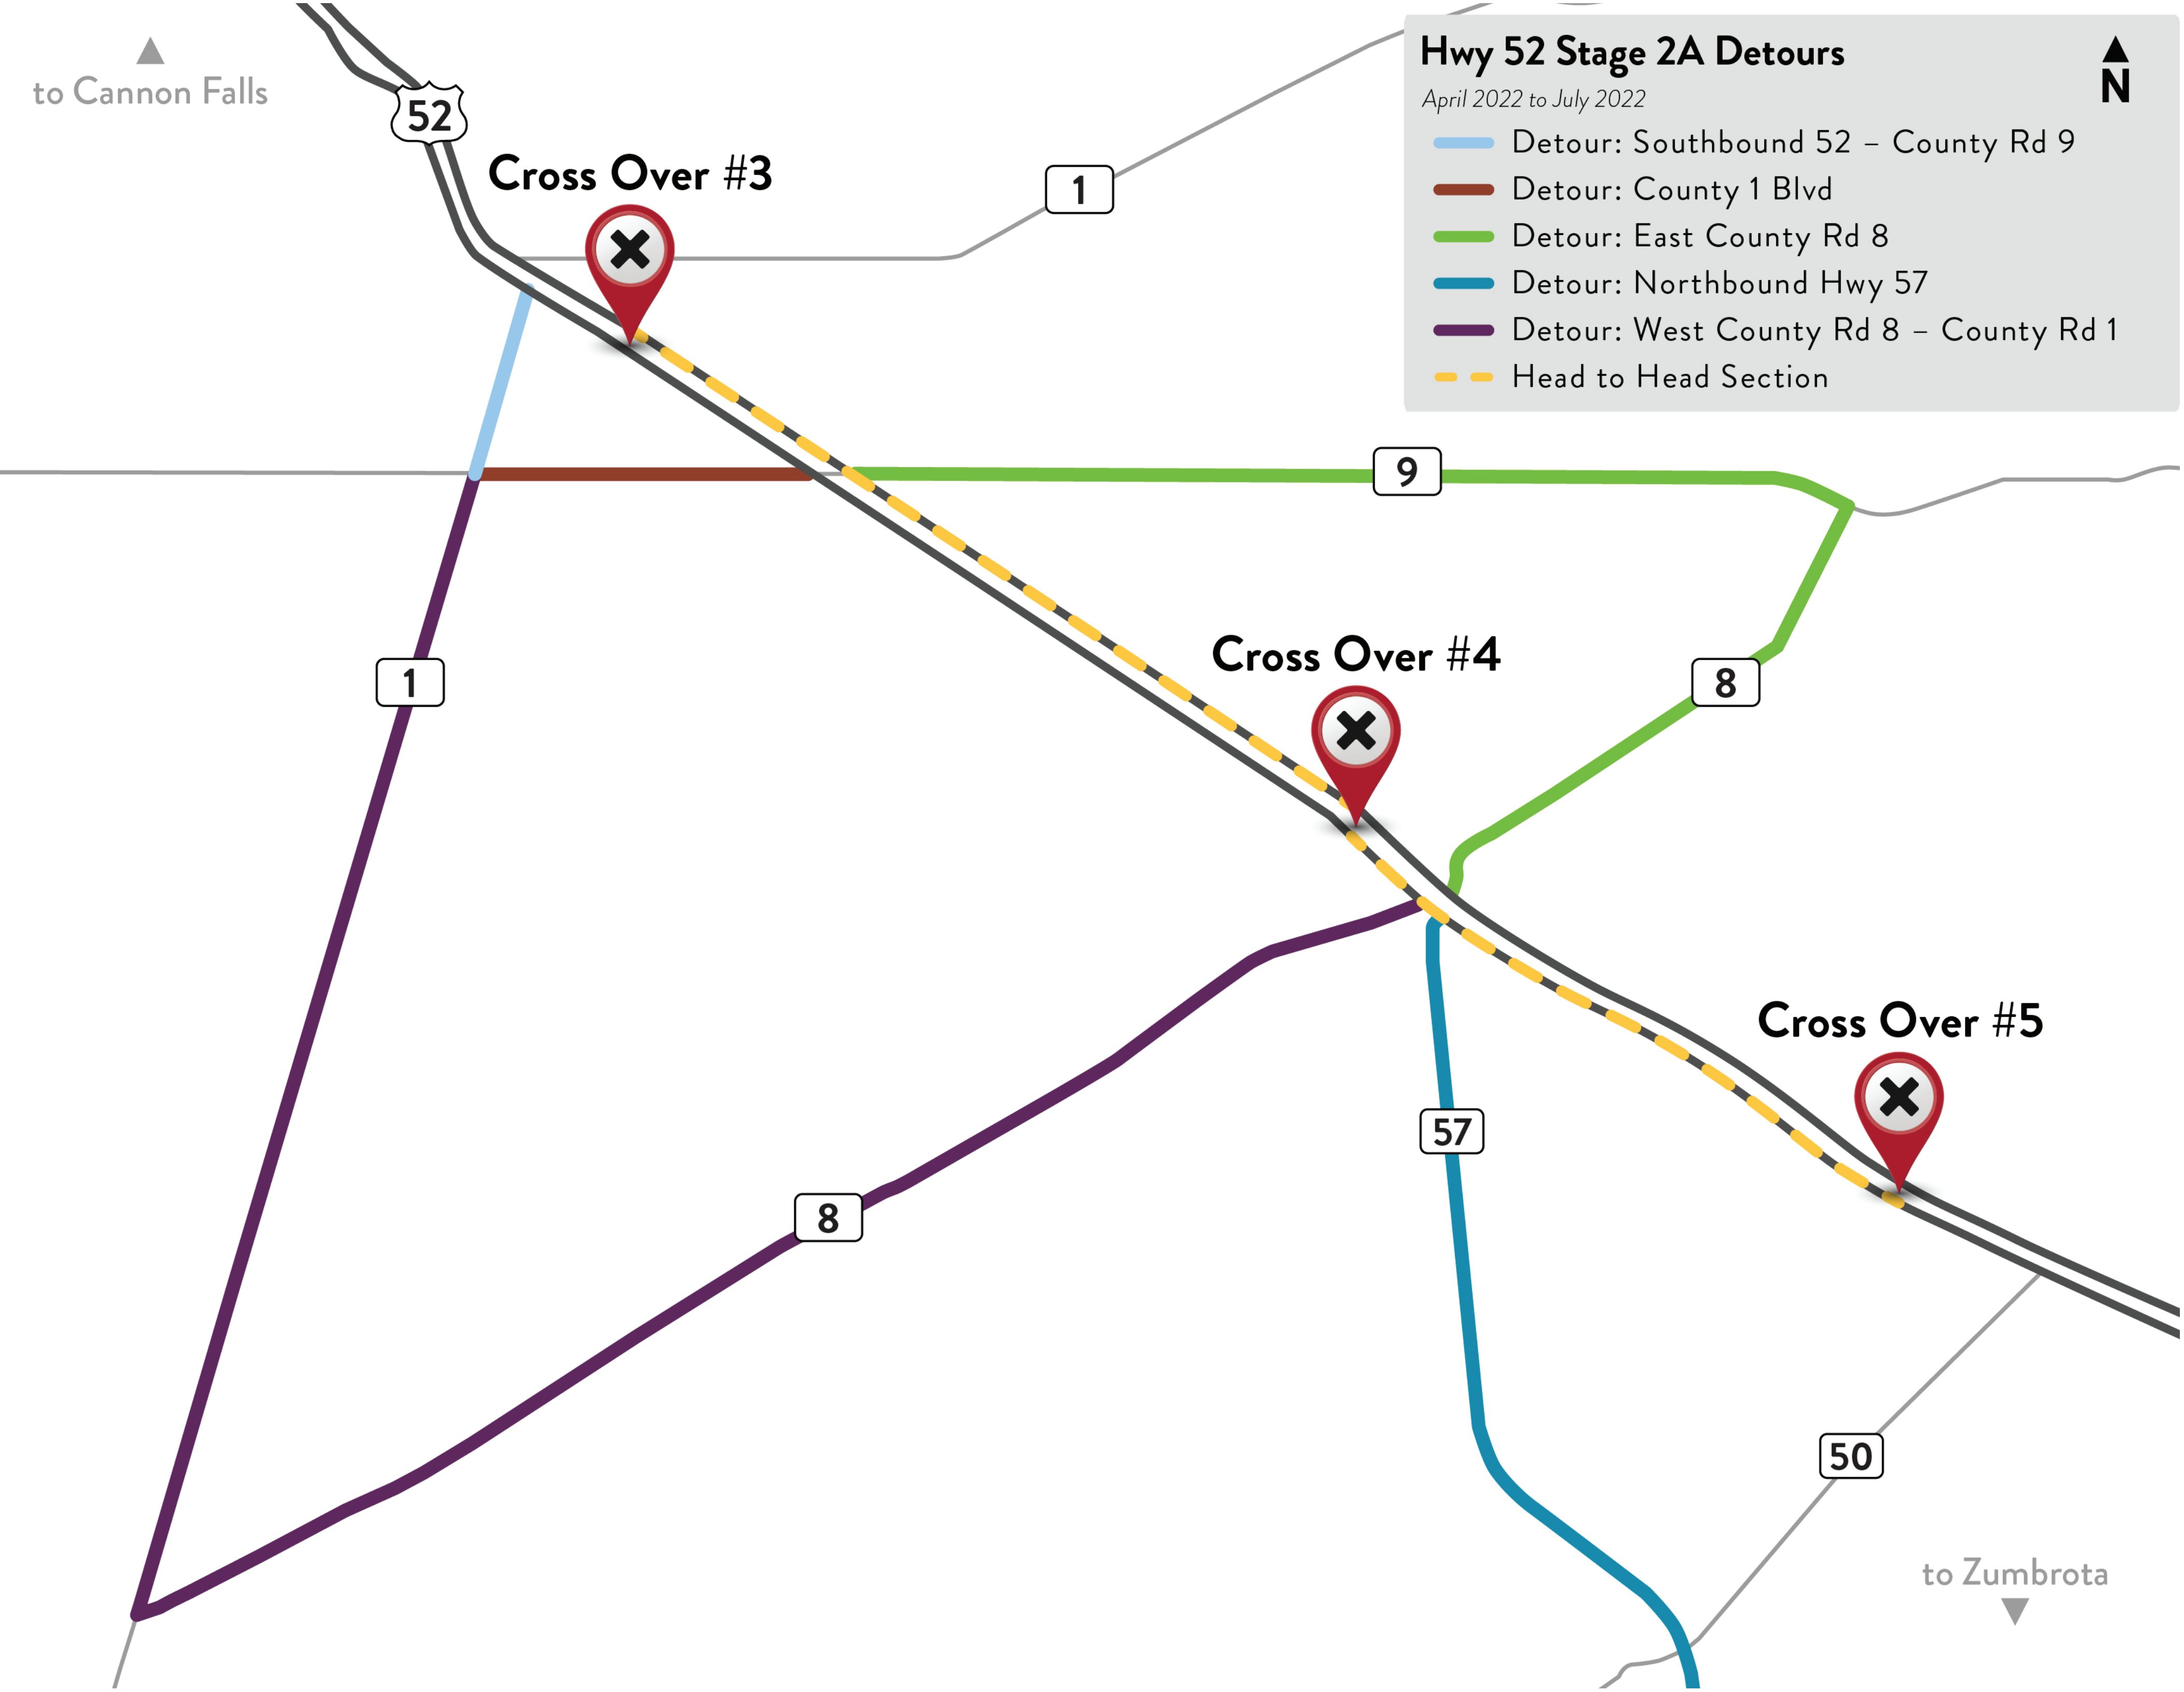 to Cannon Falls
52
Cross Over #3
1
Hwy 52 Stage 2A Detours
N
April 2022 to July 2022
Detour: Southbound 52 – County Rd 9
Detour: County 1 Blvd
Detour: East County Rd 8
Detour: Northbound Hwy 57
Detour: West County Rd 8 – County Rd 1
Head to Head Section
9
Cross Over #4
1
8
Cross Over #5
57
8
50
to Zumbrota